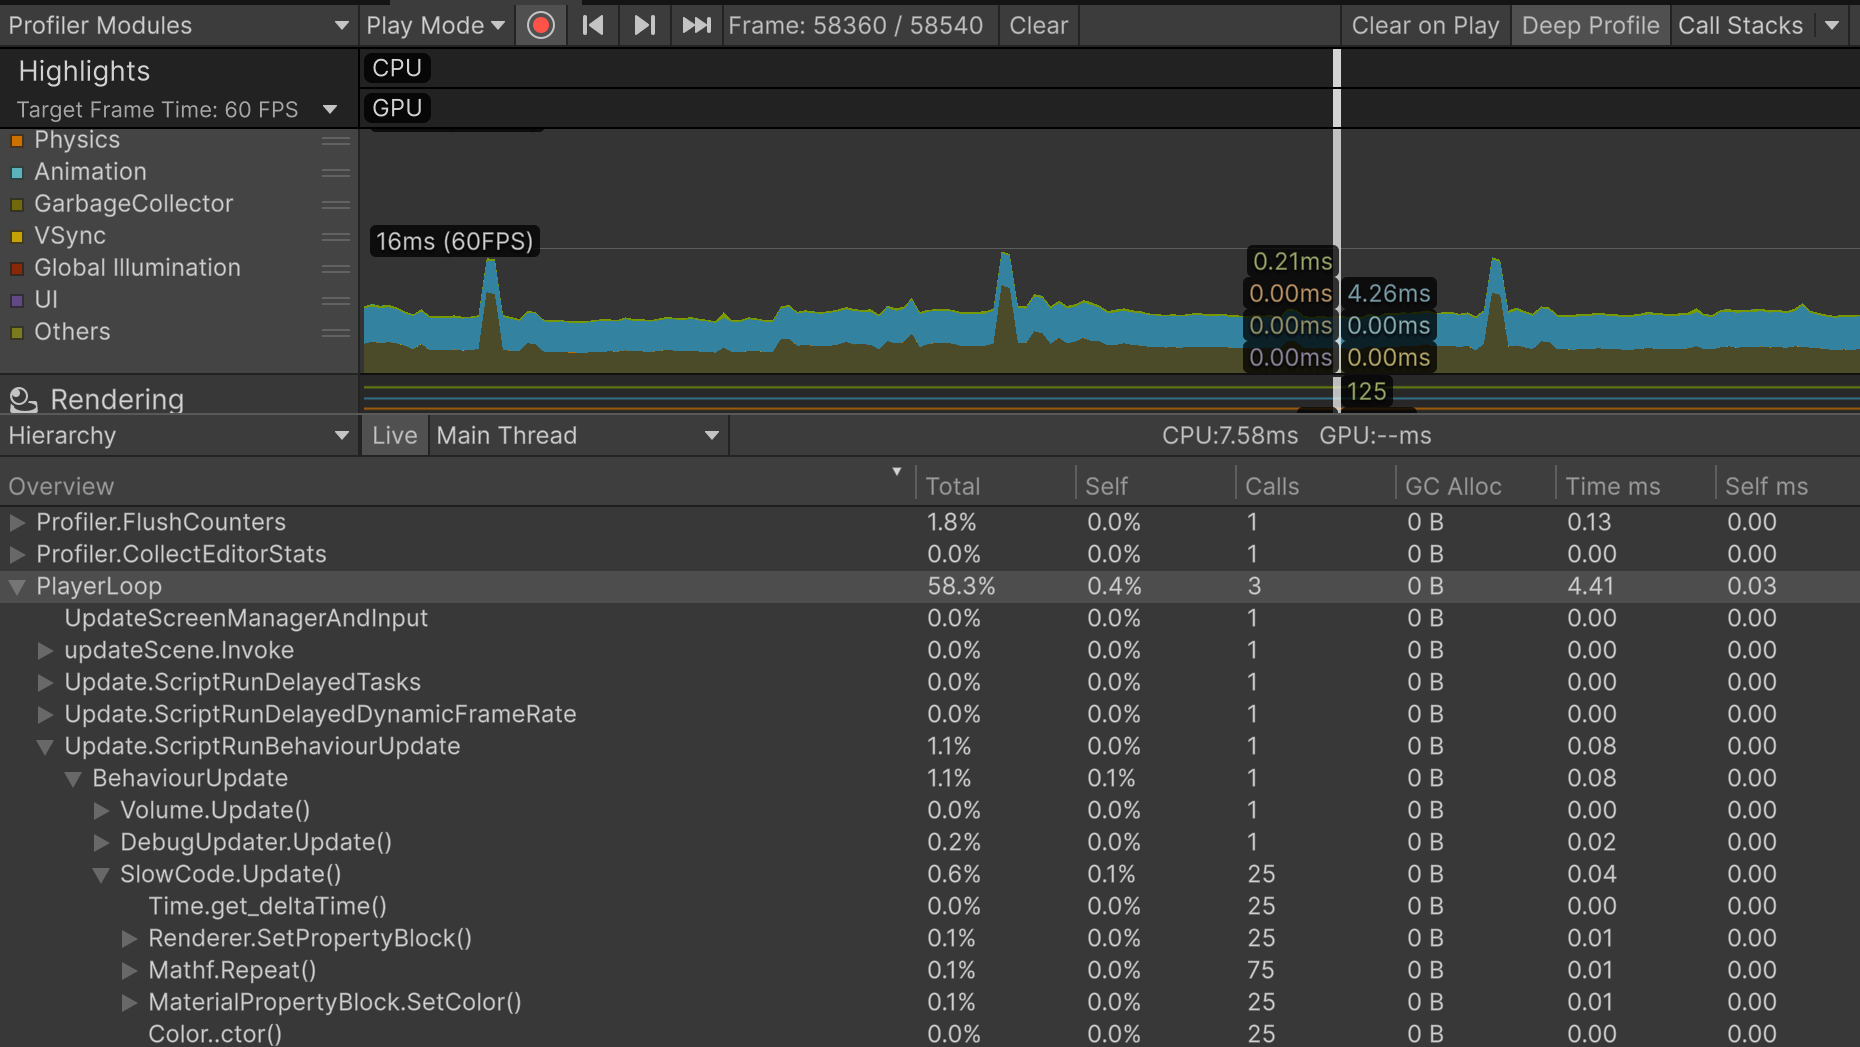 Profiler Modules Play Mode Frame: 58360 / 58540 Clear Clear on Play Deep Profile Call Stacks
Highlights CPU
Target Frame Time: 60 FPS GPU
Physics
Animation
GarbageCollector
VSync 16ms (60FPS)
Global Illumination 0.21ms
UI 0.00ms 4.26ms
Others 0.00ms 0.00ms
0.00ms 0.00ms
Rendering 125
Hierarchy Live Main Thread CPU:7.58ms GPU:--ms
Overview Total Self Calls GC Alloc Time ms Self ms
Profiler.FlushCounters 1.8% 0.0% 1 0 B 0.13 0.00
Profiler.CollectEditorStats 0.0% 0.0% 1 0 B 0.00 0.00
PlayerLoop 58.3% 0.4% 3 0 B 4.41 0.03
UpdateScreenManagerAndInput 0.0% 0.0% 1 0 B 0.00 0.00
updateScene.Invoke 0.0% 0.0% 1 0 B 0.00 0.00
Update.ScriptRunDelayedTasks 0.0% 0.0% 1 0 B 0.00 0.00
Update.ScriptRunDelayedDynamicFrameRate 0.0% 0.0% 1 0 B 0.00 0.00
Update.ScriptRunBehaviourUpdate 1.1% 0.0% 1 0 B 0.08 0.00
BehaviourUpdate 1.1% 0.1% 1 0 B 0.08 0.00
Volume.Update() 0.0% 0.0% 1 0 B 0.00 0.00
DebugUpdater.Update() 0.2% 0.0% 1 0 B 0.02 0.00
SlowCode.Update() 0.6% 0.1% 25 0 B 0.04 0.00
Time.get_deltaTime() 0.0% 0.0% 25 0 B 0.00 0.00
Renderer.SetPropertyBlock() 0.1% 0.0% 25 0 B 0.01 0.00
Mathf.Repeat() 0.1% 0.0% 75 0 B 0.01 0.00
MaterialPropertyBlock.SetColor() 0.1% 0.0% 25 0 B 0.01 0.00
Color..ctor() 0.0% 0.0% 25 0 B 0.00 0.00